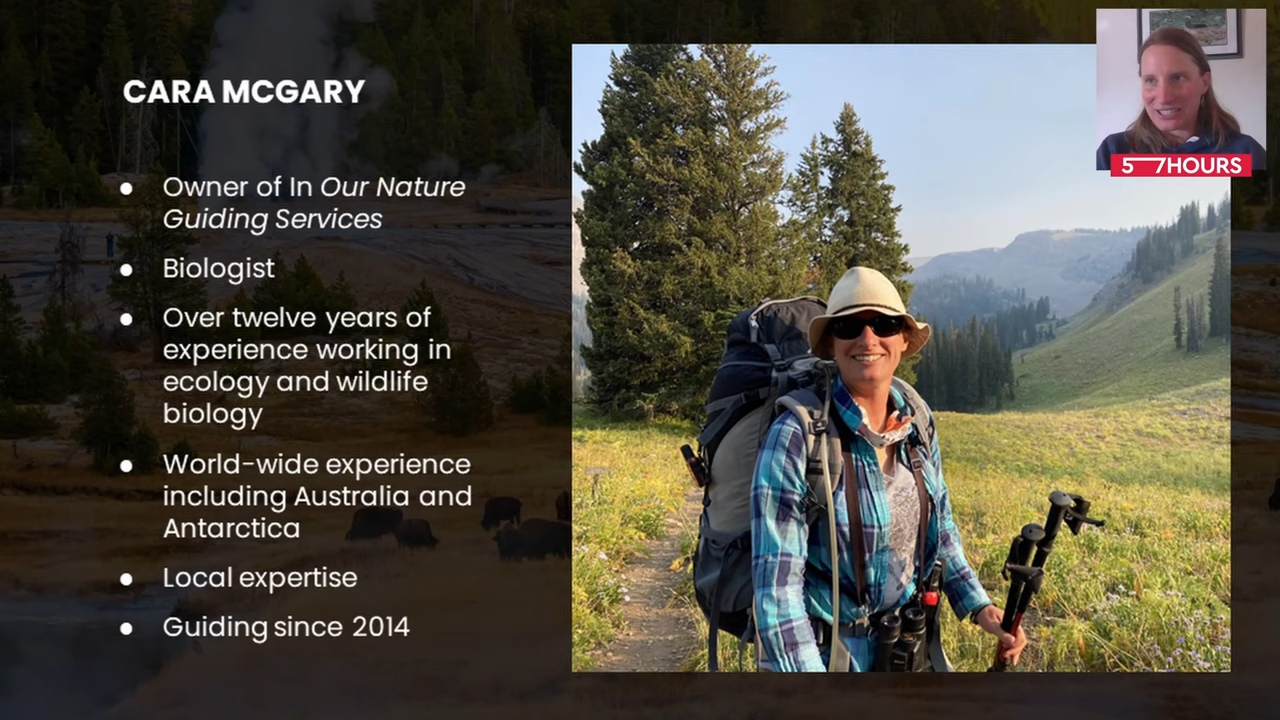 CARA MCGARY
5 7HOURS
● Owner of In Our Nature
Guiding Services
● Biologist
● Over twelve years of
experience working in
ecology and wildlife
biology
● World-wide experience
including Australia and
Antarctica
● Local expertise
● Guiding since 2014